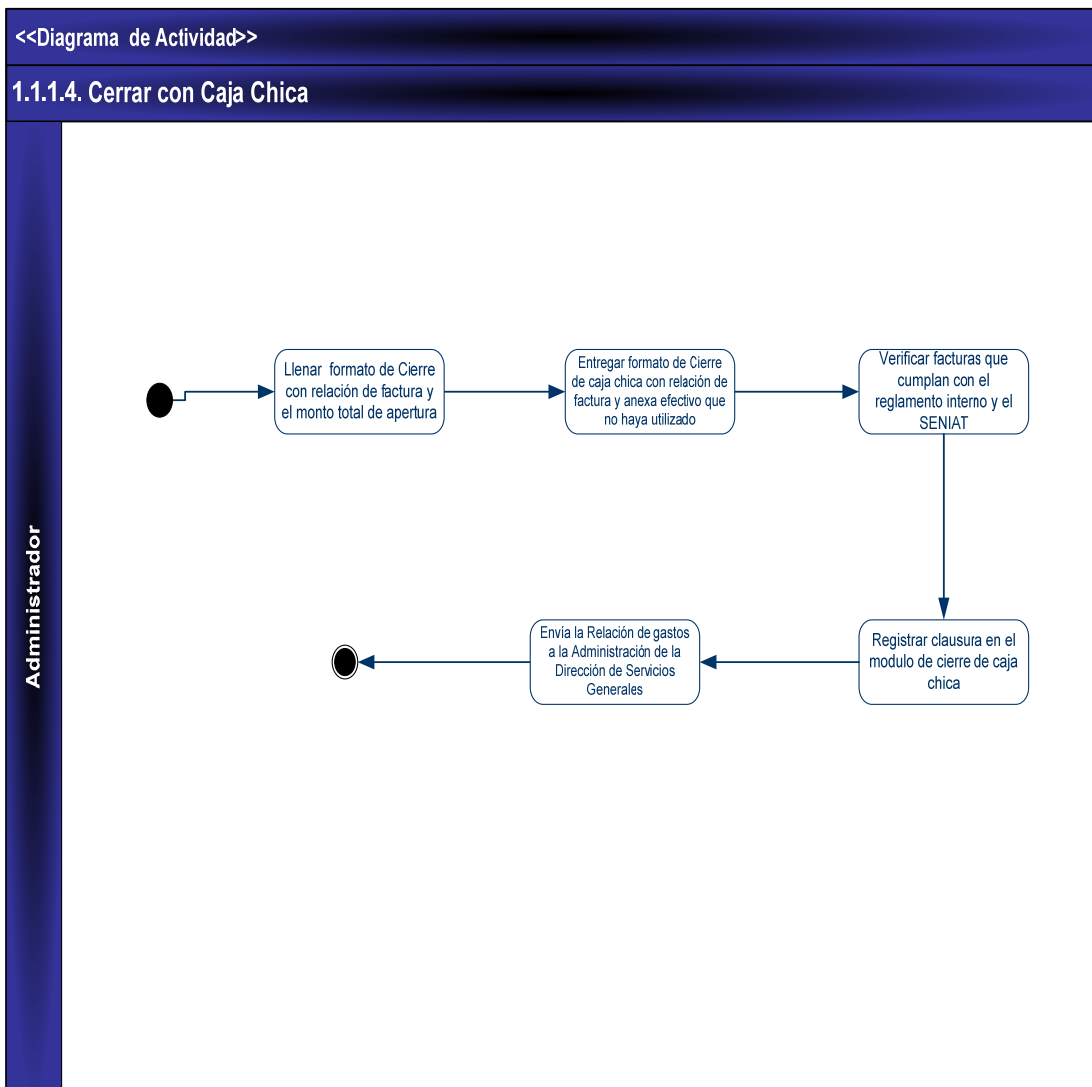 <<Diagrama de Actividad>>
1.1.1.4. Cerrar con Caja Chica
Administrador
Llenar formato de Cierre
con relación de factura y
el monto total de apertura
Entregar formato de Cierre
de caja chica con relación de
factura y anexa efectivo que
no haya utilizado
Verificar facturas que
cumplan con el
reglamento interno y el
SENIAT
Registrar clausura en el
modulo de cierre de caja
chica
Envía la Relación de gastos
a la Administración de la
Dirección de Servicios
Generales